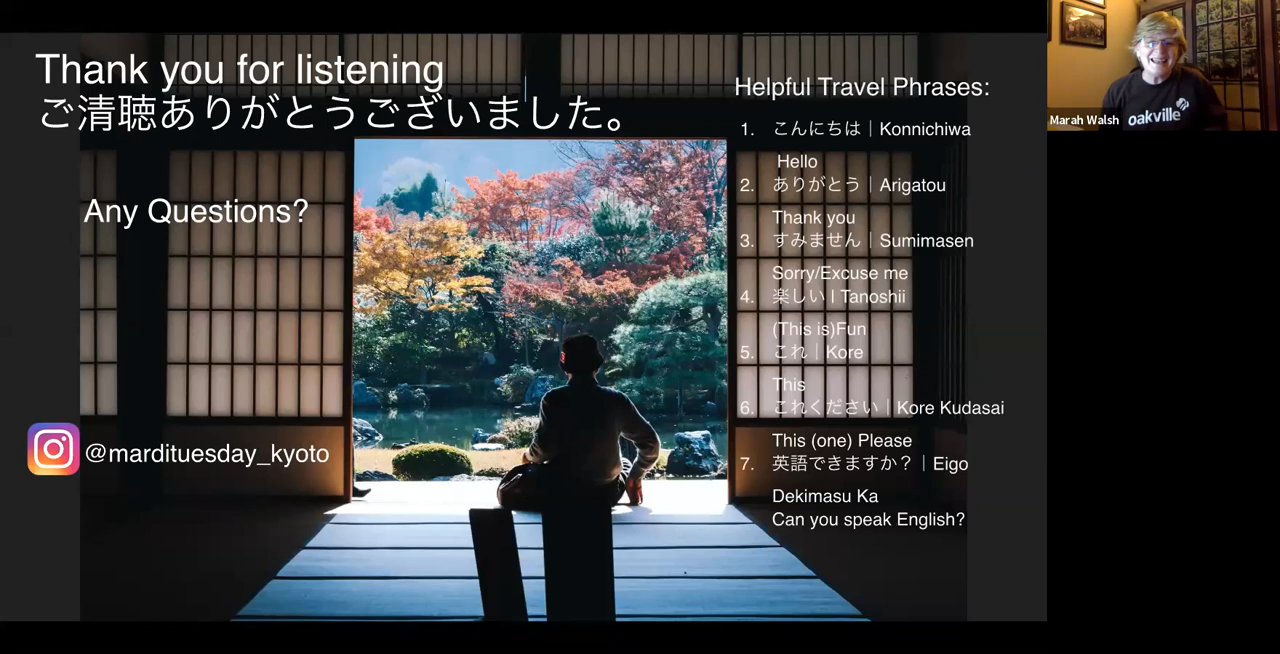 Thank you for listening
ご清聴ありがとうございました。
Any Questions?
@mardituesday_kyoto
Helpful Travel Phrases:
1. こんにちは | Konnichiwa
Hello
2. ありがとう | Arigatou
Thank you
3. すみません | Sumimasen
Sorry/Excuse me
4. 楽しい | Tanoshii
(This is)Fun
5. これ | Kore
This
6. これください | Kore Kudasai
This (one) Please
7. 英語できますか？ | Eigo
Dekimasu Ka
Can you speak English?
oakville
Marah Walsh